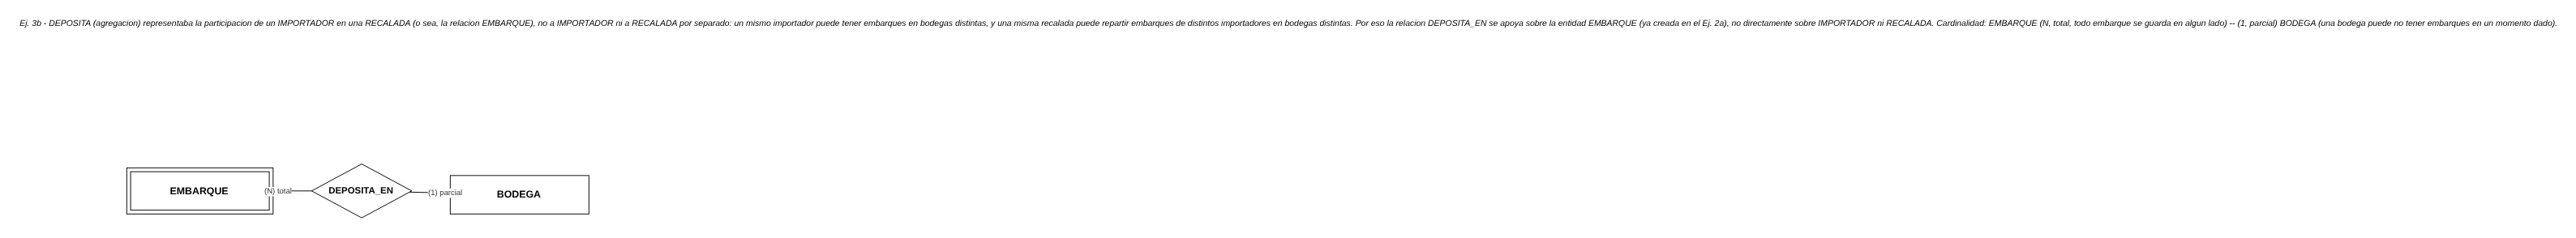 Ej. 3b - DEPOSITA (agregacion) representaba la participacion de un IMPORTADOR en una RECALADA (o sea, la relacion EMBARQUE), no a IMPORTADOR ni a RECALADA por separado: un mismo importador puede tener embarques en bodegas distintas, y una misma recalada puede repartir embarques de distintos importadores en bodegas distintas. Por eso la relacion DEPOSITA_EN se apoya sobre la entidad EMBARQUE (ya creada en el Ej. 2a), no directamente sobre IMPORTADOR ni RECALADA. Cardinalidad: EMBARQUE (N, total, todo embarque se guarda en algun lado) -- (1, parcial) BODEGA (una bodega puede no tener embarques en un momento dado).
EMBARQUE (N) total DEPOSITA_EN (1) parcial BODEGA